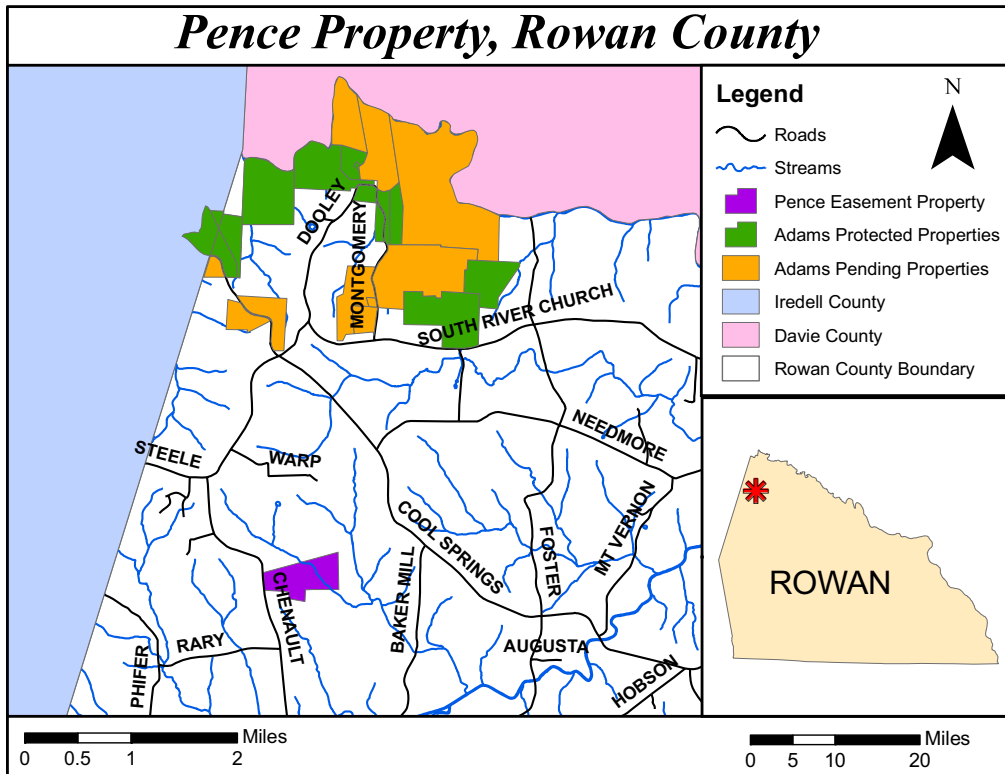 Pence Property, Rowan County
Legend
N
Roads
Streams
Pence Easement Property
Adams Protected Properties
Adams Pending Properties
Iredell County
Davie County
Rowan County Boundary
DOOLEY
MONTGOMERY
SOUTH RIVER CHURCH
NEEDMORE
STEELE
WARP
COOL SPRINGS
FOSTER
MT VERNON
CHENAULT
BAKER MILL
RARY
PHIFER
AUGUSTA
HOBSON
ROWAN
Miles
0 0.5 1 2
Miles
0 5 10 20